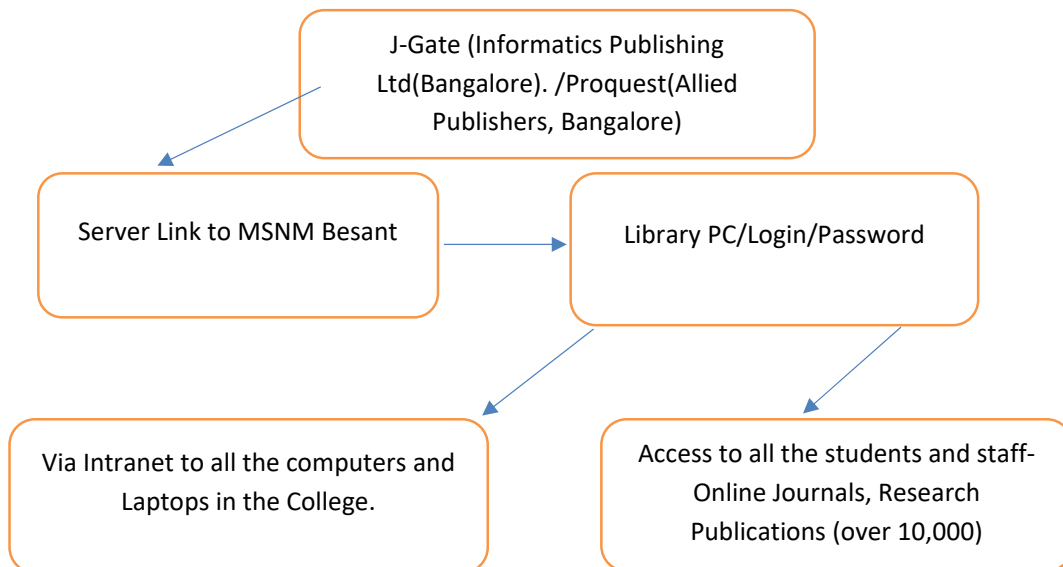 J-Gate (Informatics Publishing
Ltd(Bangalore). /Proquest(Allied
Publishers, Bangalore)
Server Link to MSNM Besant
Library PC/Login/Password
Via Intranet to all the computers and
Laptops in the College.
Access to all the students and staff-
Online Journals, Research
Publications (over 10,000)